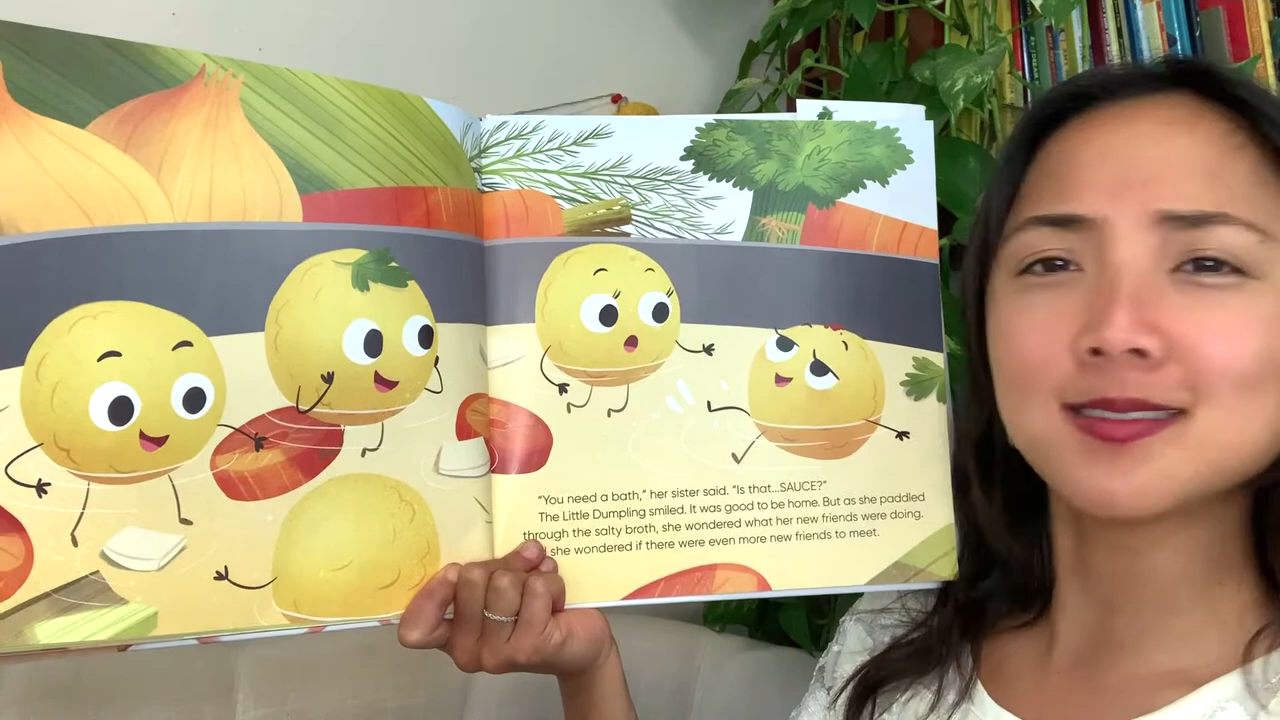 “You need a bath,” her sister said. “Is that...SAUCE?”
The Little Dumpling smiled. It was good to be home. But as she paddled
through the salty broth, she wondered what her new friends were doing.
she wondered if there were even more new friends to meet.